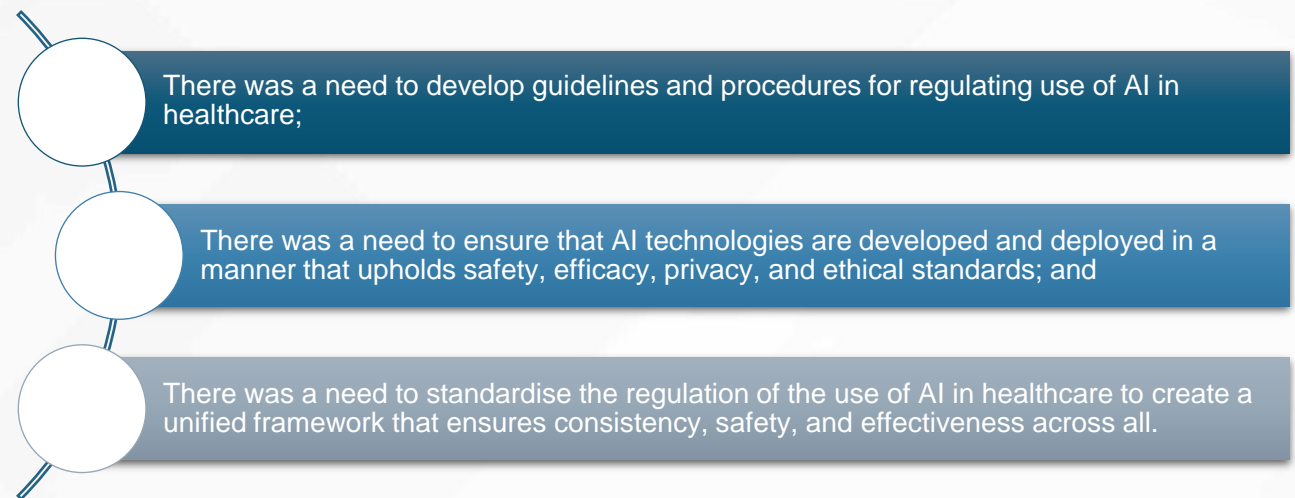 There was a need to develop guidelines and procedures for regulating use of AI in
healthcare;
There was a need to ensure that AI technologies are developed and deployed in a
manner that upholds safety, efficacy, privacy, and ethical standards; and
There was a need to standardise the regulation of the use of AI in healthcare to create a
unified framework that ensures consistency, safety, and effectiveness across all.